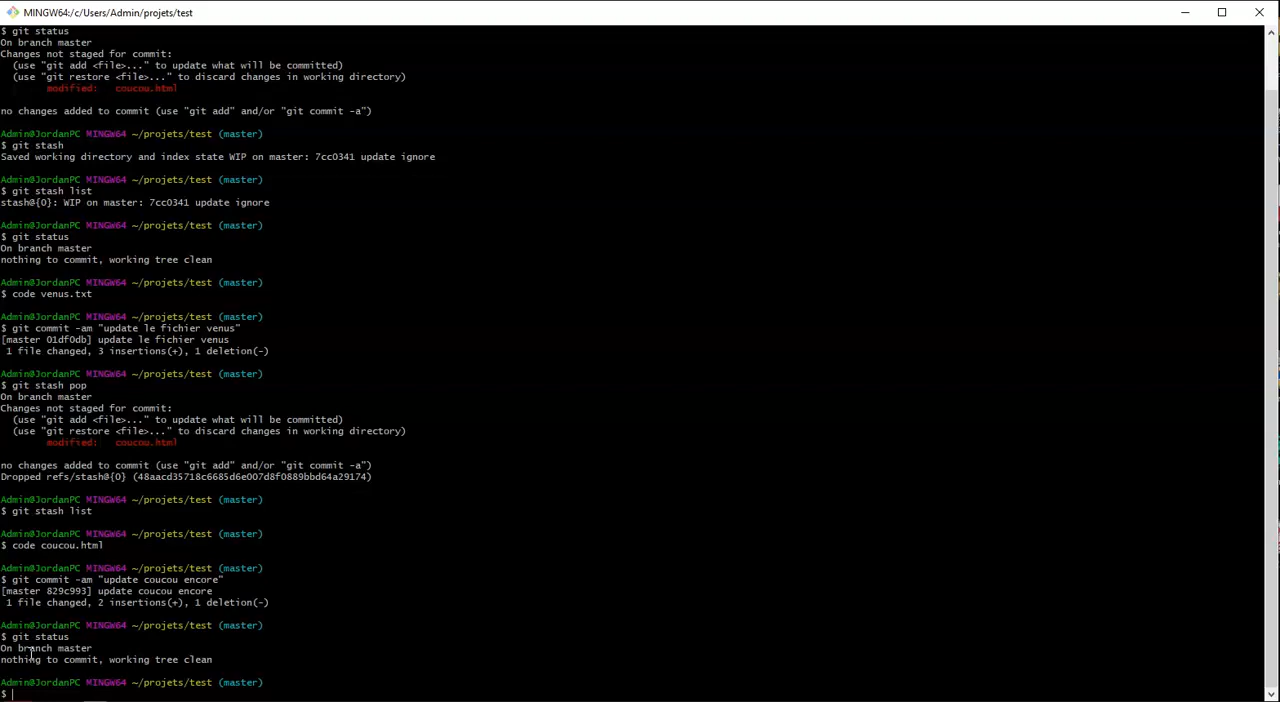 MINGW64:/c/Users/Admin/projets/test
$ git status
On branch master
Changes not staged for commit:
(use "git add <file>..." to update what will be committed)
(use "git restore <file>..." to discard changes in working directory)
modified: coucou.html
no changes added to commit (use "git add" and/or "git commit -a")
Admin@JordanPC MINGW64 ~/projets/test (master)
$ git stash
Saved working directory and index state WIP on master: 7cc0341 update ignore
Admin@JordanPC MINGW64 ~/projets/test (master)
$ git stash list
stash@{0}: WIP on master: 7cc0341 update ignore
Admin@JordanPC MINGW64 ~/projets/test (master)
$ git status
On branch master
nothing to commit, working tree clean
Admin@JordanPC MINGW64 ~/projets/test (master)
$ code venus.txt
Admin@JordanPC MINGW64 ~/projets/test (master)
$ git commit -am "update le fichier venus"
[master 01df0db] update le fichier venus
1 file changed, 3 insertions(+), 1 deletion(-)
Admin@JordanPC MINGW64 ~/projets/test (master)
$ git stash pop
On branch master
Changes not staged for commit:
(use "git add <file>..." to update what will be committed)
(use "git restore <file>..." to discard changes in working directory)
modified: coucou.html
no changes added to commit (use "git add" and/or "git commit -a")
Dropped refs/stash@{0} (48aacd35718c6685d6e007d8f0889bbd64a29174)
Admin@JordanPC MINGW64 ~/projets/test (master)
$ git stash list
Admin@JordanPC MINGW64 ~/projets/test (master)
$ code coucou.html
Admin@JordanPC MINGW64 ~/projets/test (master)
$ git commit -am "update coucou encore"
[master 829c993] update coucou encore
1 file changed, 2 insertions(+), 1 deletion(-)
Admin@JordanPC MINGW64 ~/projets/test (master)
$ git status
On branch master
nothing to commit, working tree clean
Admin@JordanPC MINGW64 ~/projets/test (master)
$